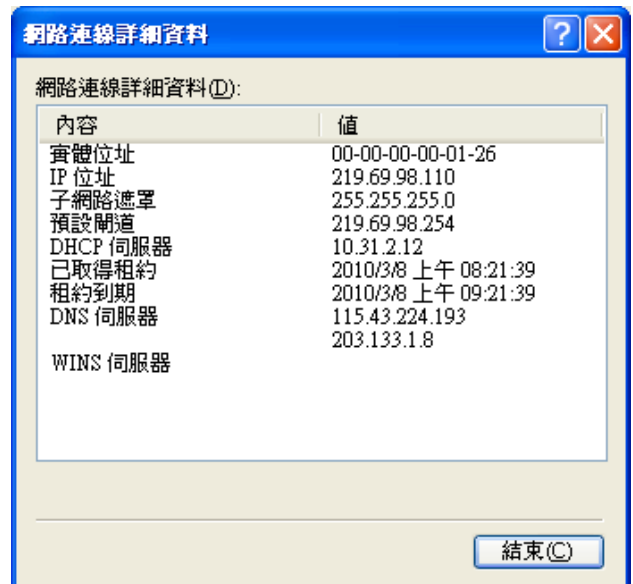 網路連線詳細資料
網路連線詳細資料(D):
內容 值
實體位址 00-00-00-00-01-26
IP 位址 219.69.98.110
子網路遮罩 255.255.255.0
預設閘道 219.69.98.254
DHCP 伺服器 10.31.2.12
已取得租約 2010/3/8 上午 08:21:39
租約到期 2010/3/8 上午 09:21:39
DNS 伺服器 115.43.224.193
203.133.1.8
WINS 伺服器
結束(C)